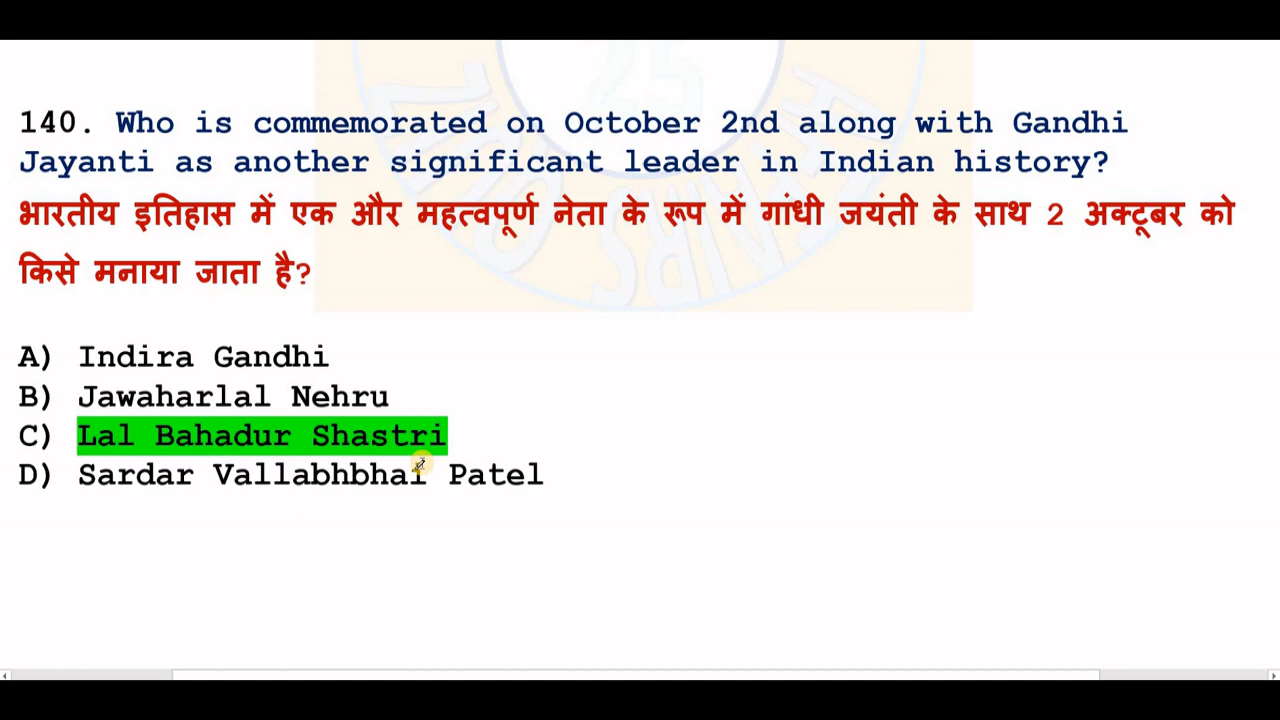 140. Who is commemorated on October 2nd along with Gandhi
Jayanti as another significant leader in Indian history?
भारतीय इतिहास में एक और महत्वपूर्ण नेता के रूप में गांधी जयंती के साथ 2 अक्टूबर को
किसे मनाया जाता है?
A) Indira Gandhi
B) Jawaharlal Nehru
C) Lal Bahadur Shastri
D) Sardar Vallabhbhai Patel